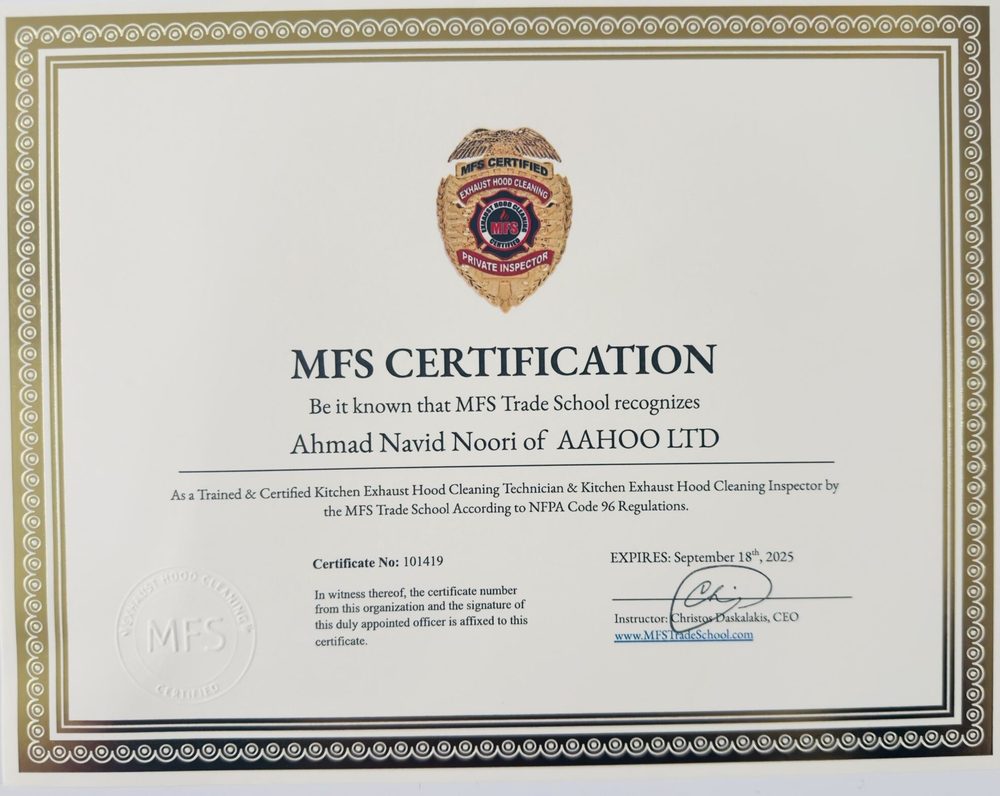 MFS CERTIFIED
EXHAUST HOOD CLEANING
EXHAUST HOOD CLEANING
MFS
CERTIFIED
PRIVATE INSPECTOR
MFS CERTIFICATION
Be it known that MFS Trade School recognizes
Ahmad Navid Noori of AAHOO LTD
As a Trained & Certified Kitchen Exhaust Hood Cleaning Technician & Kitchen Exhaust Hood Cleaning Inspector by
the MFS Trade School According to NFPA Code 96 Regulations.
Certificate No: 101419
In witness thereof, the certificate number
from this organization and the signature of
this duly appointed officer is affixed to this
certificate.
EXPIRES: September 18th, 2025
Instructor: Christos Daskalakis, CEO
www.MFSTradeSchool.com
EXHAUST HOOD CLEANING
MFS
CERTIFIED